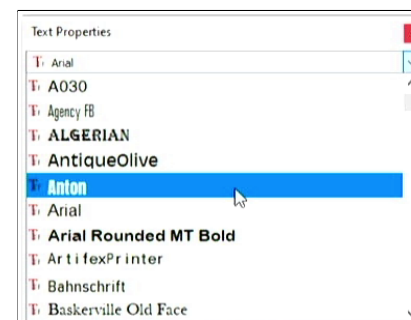 Text Properties
Arial
A030
Agency FB
ALGERIAN
AntiqueOlive
Anton
Arial
Arial Rounded MT Bold
ArtifexPrinter
Bahnschrift
Baskerville Old Face